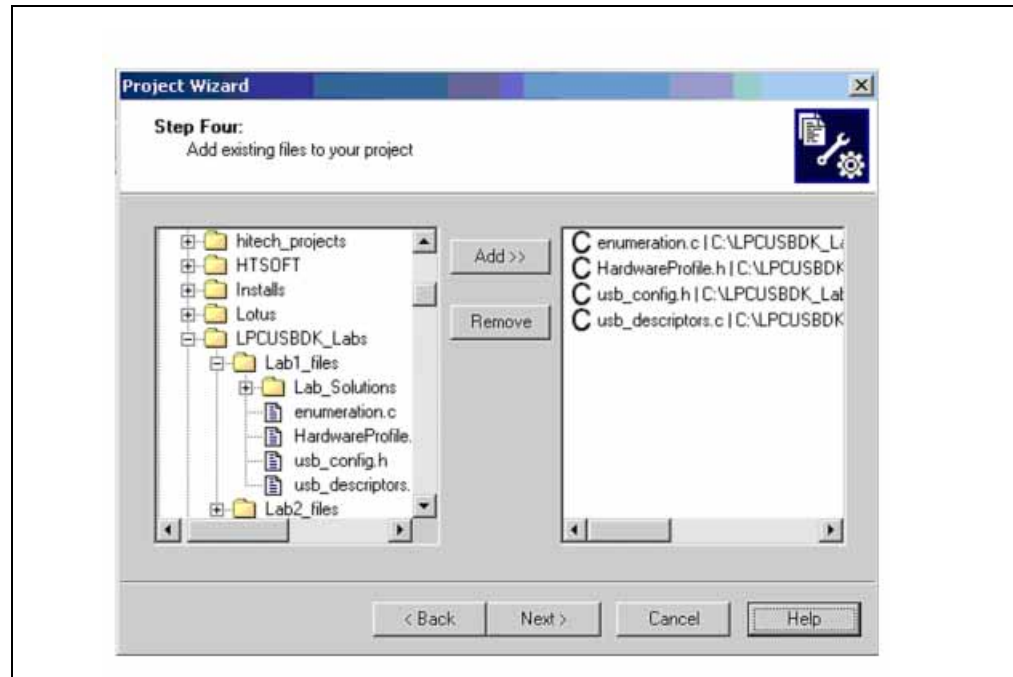 Project Wizard
Step Four:
Add existing files to your project
hitech_projects
HTSOFT
Installs
Lotus
LPCUSBDK_Labs
Lab1_files
Lab_Solutions
enumeration.c
HardwareProfile.
usb_config.h
usb_descriptors.
Lab2_files
Add >>
Remove
C enumeration.c | C:\LPCUSBDK_La
C HardwareProfile.h | C:\LPCUSBDK
C usb_config.h | C:\LPCUSBDK_Lab
C usb_descriptors.c | C:\LPCUSBDK
< Back
Next >
Cancel
Help